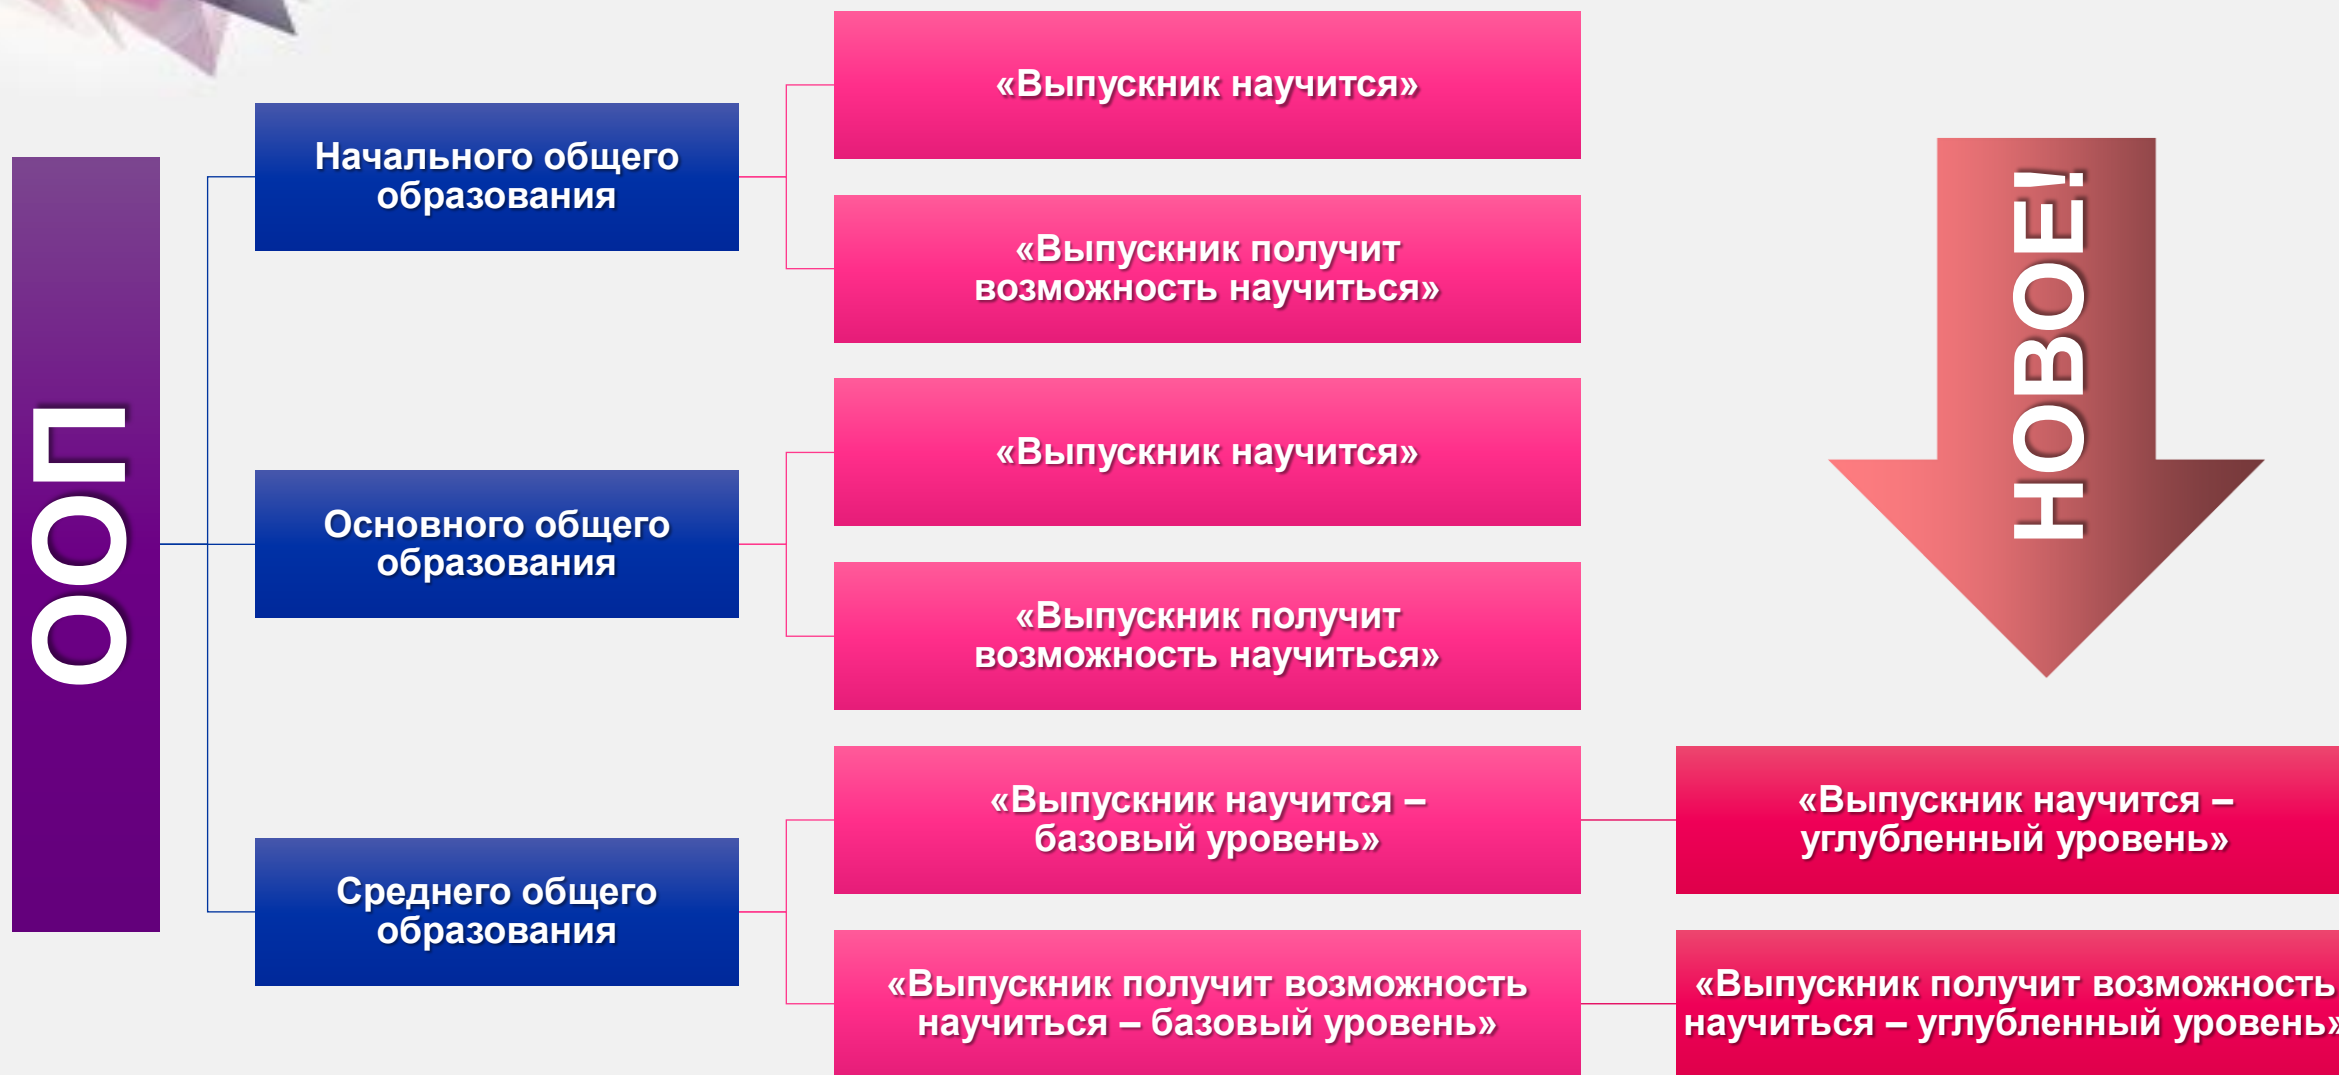 ООП
Начального общего
образования
«Выпускник научится»
«Выпускник получит
возможность научиться»
Основного общего
образования
«Выпускник научится»
«Выпускник получит
возможность научиться»
Среднего общего
образования
«Выпускник научится –
базовый уровень»
«Выпускник научится –
углубленный уровень»
«Выпускник получит возможность
научиться – базовый уровень»
«Выпускник получит возможность
научиться – углубленный уровень»
НОВОЕ!